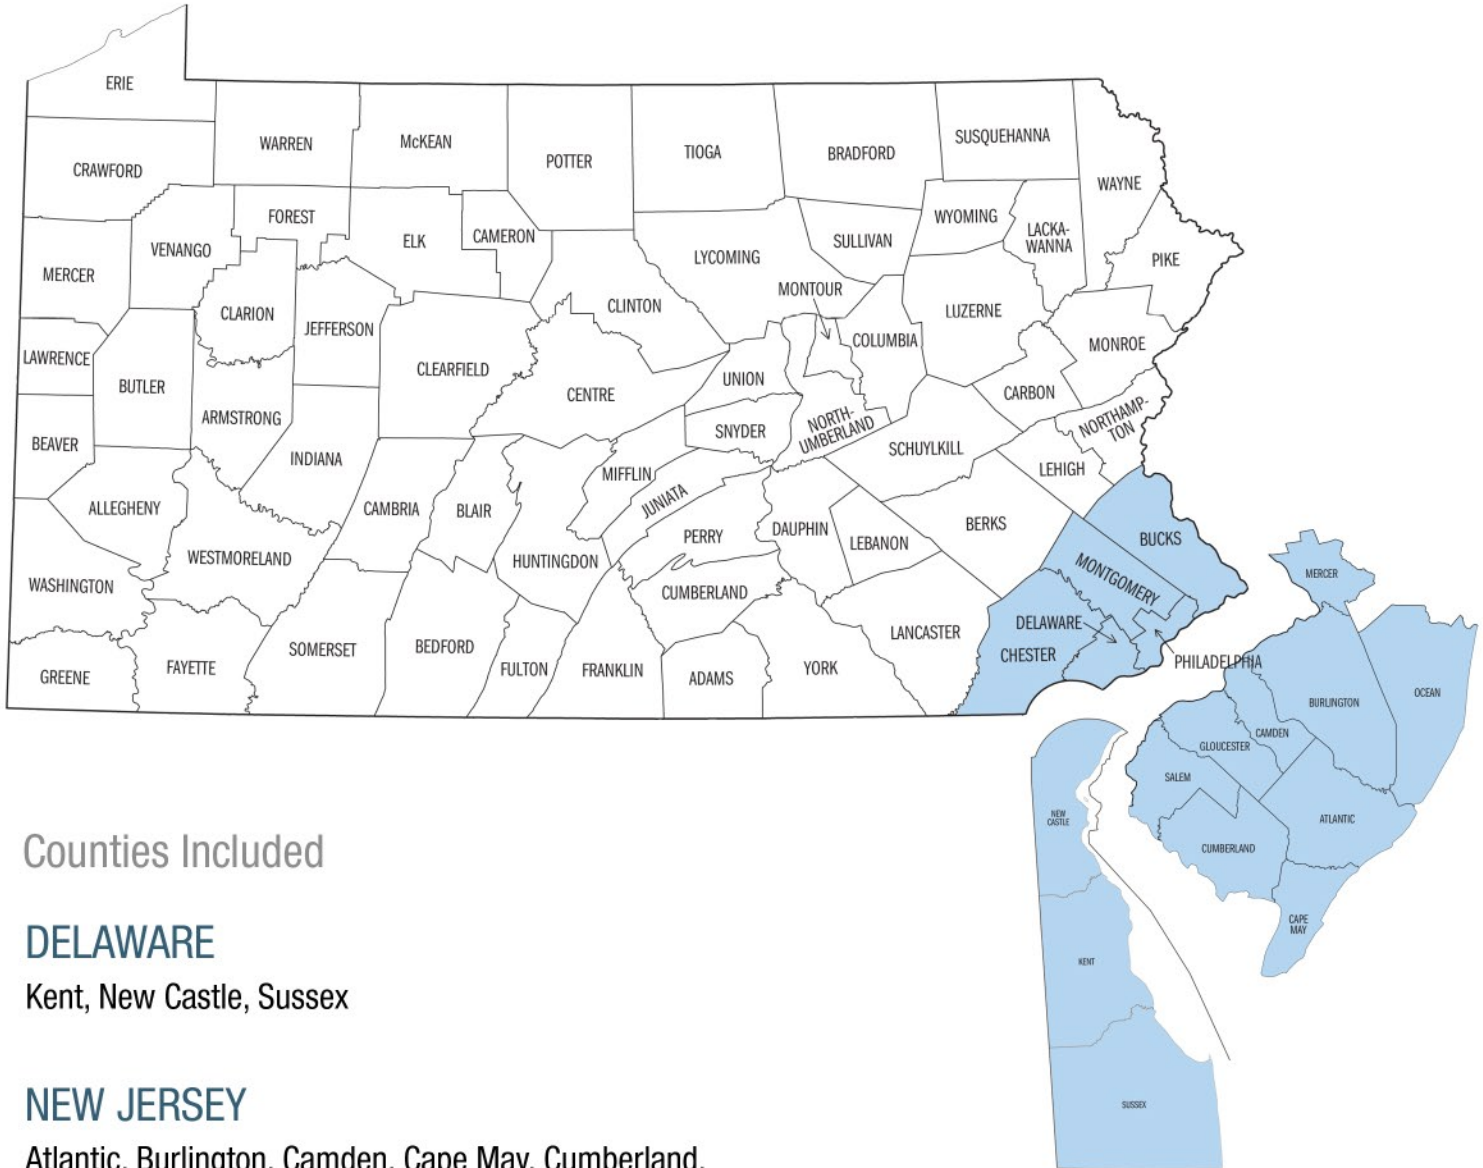 ERIE
WARREN
McKEAN
POTTER
TIOGA
BRADFORD
SUSQUEHANNA
WAYNE
CRAWFORD
FOREST
ELK
CAMERON
VENANGO
MERCER
LYCOMING
SULLIVAN
WYOMING
LACKA-
WANNA
PIKE
CLARION
JEFFERSON
CLINTON
MONTOUR
COLUMBIA
LUZERNE
MONROE
LAWRENCE
BUTLER
CLEARFIELD
CENTRE
UNION
CARBON
ARMSTRONG
SNYDER
NORTH-
UMBERLAND
NORTHAMP-
TON
BEAVER
INDIANA
MIFFLIN
SCHUYLKILL
LEHIGH
ALLEGHENY
CAMBRIA
BLAIR
JUNIATA
PERRY
DAUPHIN
LEBANON
BERKS
BUCKS
WESTMORELAND
HUNTINGDON
MONTGOMERY
WASHINGTON
CUMBERLAND
DELAWARE
LANCASTER
CHESTER
PHILADELPHIA
GREENE
FAYETTE
SOMERSET
BEDFORD
FULTON
FRANKLIN
ADAMS
YORK
MERCER
OCEAN
BURLINGTON
CAMDEN
GLOUCESTER
SALEM
ATLANTIC
CUMBERLAND
CAPE
MAY
NEW
CASTLE
KENT
SUSSEX
Counties Included
DELAWARE
Kent, New Castle, Sussex
NEW JERSEY
Atlantic, Burlington, Camden, Cape May, Cumberland,